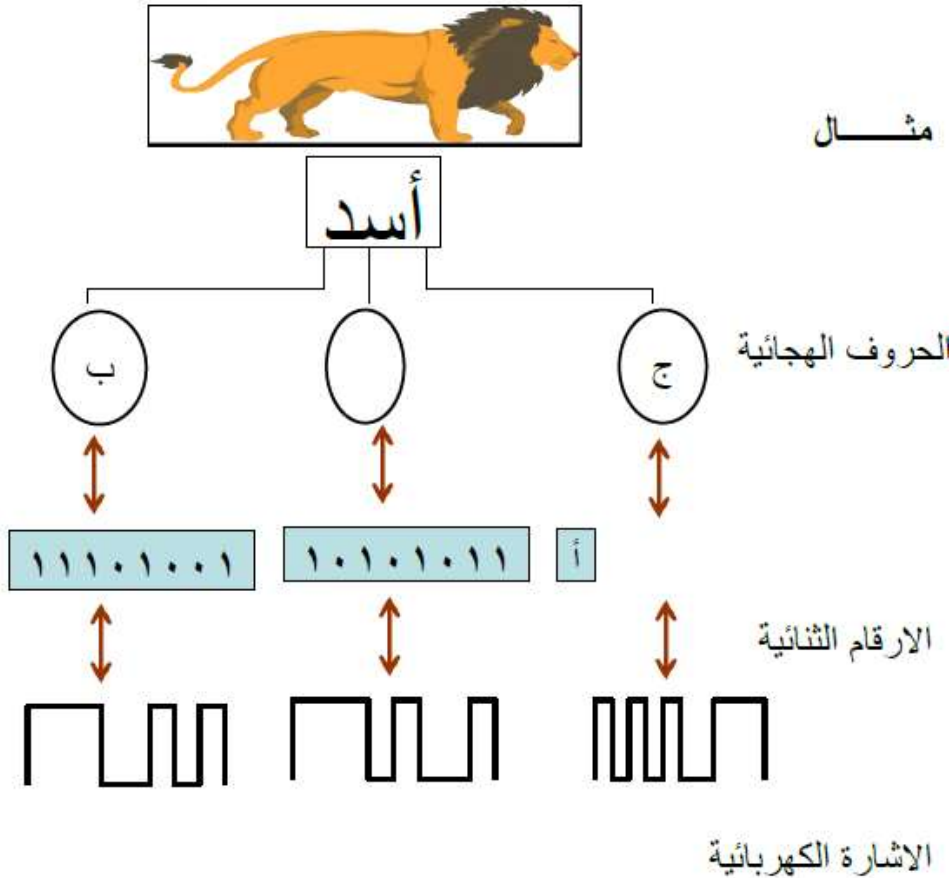 مثـــــال
أسد
الحروف الهجائية
ج
ب
أ
١٠١٠١٠١١
١١١٠١٠٠١
الارقام الثنائية
الاشارة الكهربائية